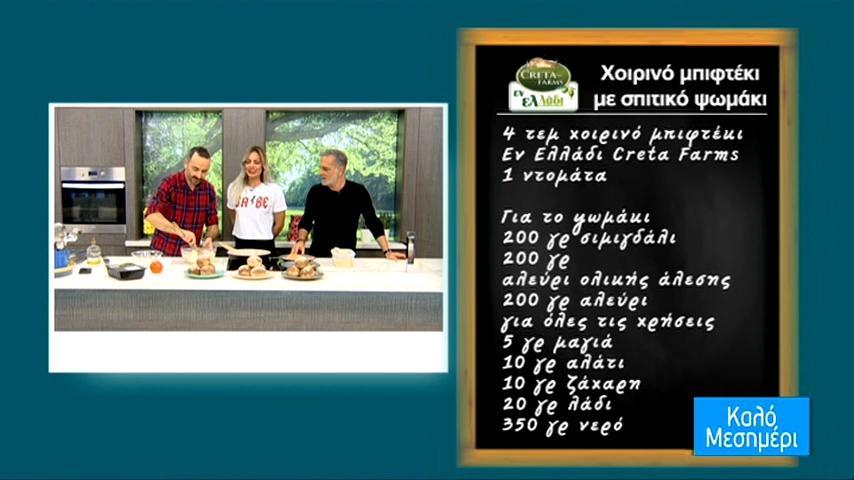 CRETA
FARMS
εν
ελλάδι
Χοιρινό μπιφτέκι
με σπιτικό ψωμάκι
4 τεμ χοιρινό μπιφτέκι
Εν Ελλάδι Creta Farms
1 ντομάτα
Για το ψωμάκι
200 γρ σιμιγδάλι
200 γρ
αλεύρι ολικής άλεσης
200 γρ αλεύρι
για όλες τις χρήσεις
5 γρ μαγιά
10 γρ αλάτι
10 γρ ζάχαρη
20 γρ λάδι
350 γρ νερό
Καλό
Μεσημέρι